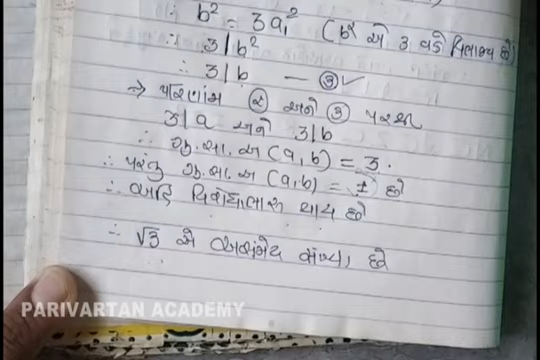 ∴ b² = 3a₁² (b² એ 3 વડે વિભાજ્ય છે)
∴ 3|b²
∴ 3|b — ③ ✓
⇒ પરિણામ ② અને ③ પરથી
3|a અને 3|b
∴ ગુ.સા.અ (a,b) = 3.
∴ પરંતુ ગુ.સા.અ (a,b) = 1 છે
∴ અહિ વિરોધાભાસ થાય છે
∴ √3 એ અસંમેય સંખ્યા છે
PARIVARTAN ACADEMY